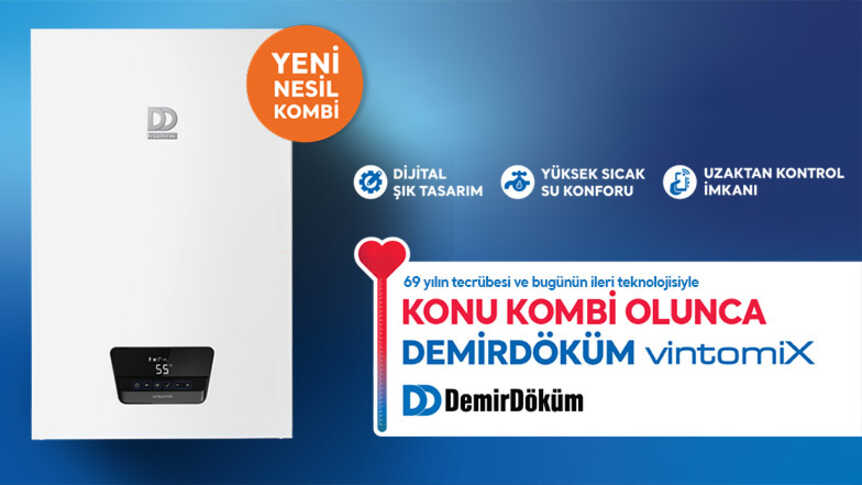 YENİ
NESİL
KOMBİ
DİJİTAL
ŞIK TASARIM
YÜKSEK SICAK
SU KONFORU
UZAKTAN KONTROL
İMKANI
69 yılın tecrübesi ve bugünün ileri teknolojisiyle
KONU KOMBİ OLUNCA
DEMİRDÖKÜM vintomiX
DemirDöküm
55
vintomiX